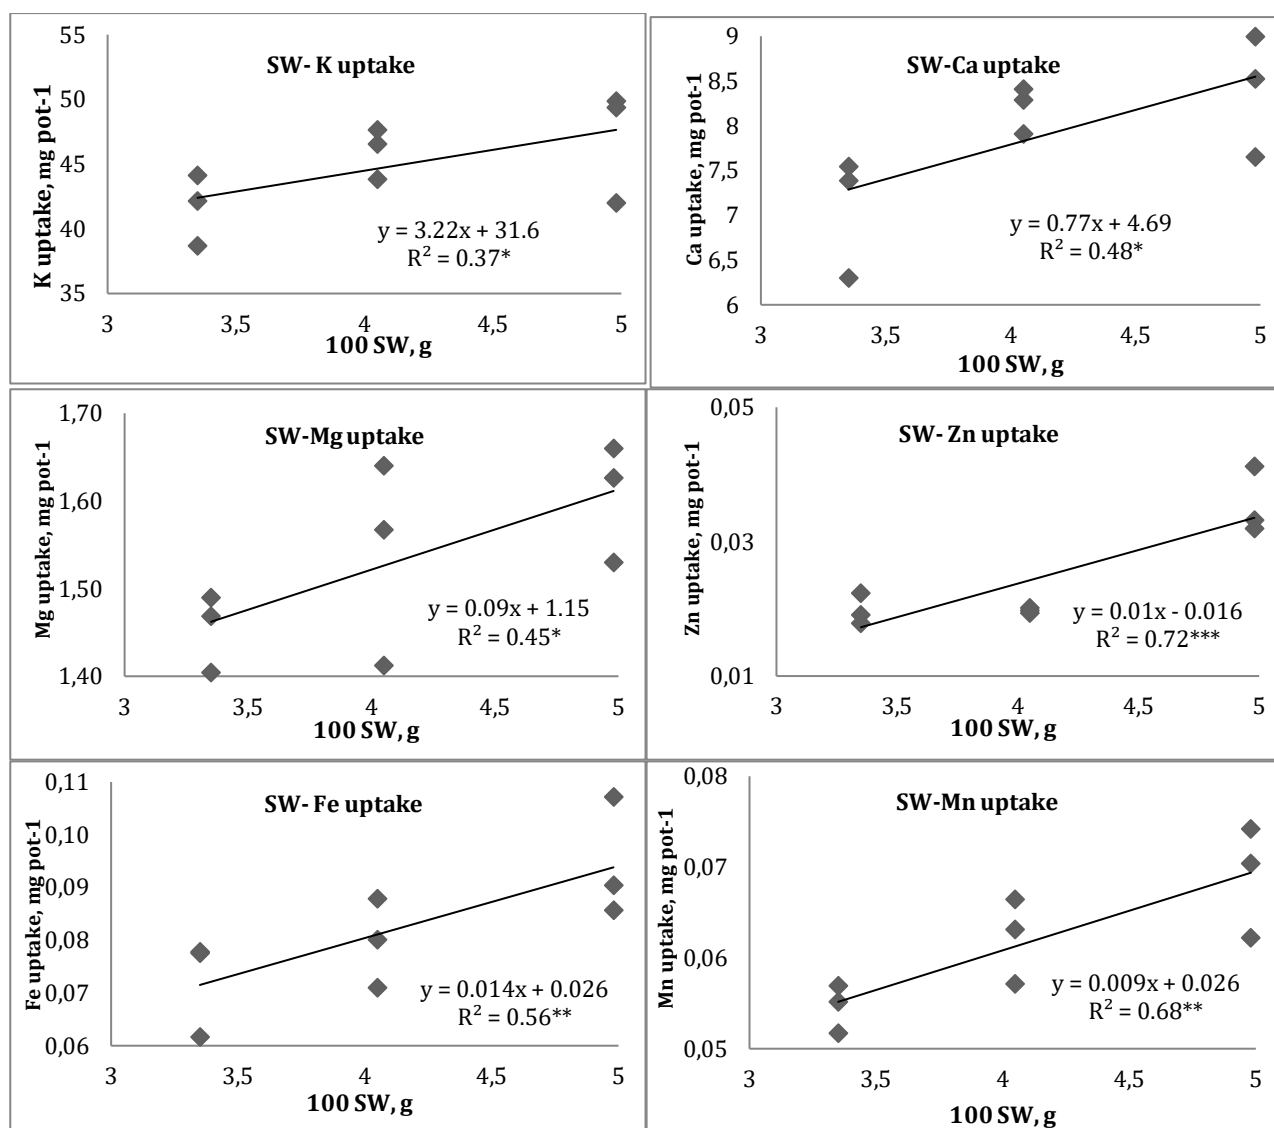 SW- K uptake
K uptake, mg pot-1
55
50
45
40
35
y = 3.22x + 31.6
R² = 0.37*
3 3,5 4 4,5 5
100 SW, g
SW-Ca uptake
Ca uptake, mg pot-1
9
8,5
8
7,5
7
6,5
6
y = 0.77x + 4.69
R² = 0.48*
3 3,5 4 4,5 5
100 SW, g
SW-Mg uptake
Mg uptake, mg pot-1
1,70
1,60
1,50
1,40
y = 0.09x + 1.15
R² = 0.45*
3 3,5 4 4,5 5
100 SW, g
SW- Zn uptake
Zn uptake, mg pot-1
0,05
0,03
0,01
y = 0.01x - 0.016
R² = 0.72***
3 3,5 4 4,5 5
100 SW, g
SW- Fe uptake
Fe uptake, mg pot-1
0,11
0,10
0,09
0,08
0,07
0,06
y = 0.014x + 0.026
R² = 0.56**
3 3,5 4 4,5 5
100 SW, g
SW-Mn uptake
Mn uptake, mg pot-1
0,08
0,07
0,06
0,05
y = 0.009x + 0.026
R² = 0.68**
3 3,5 4 4,5 5
100 SW, g